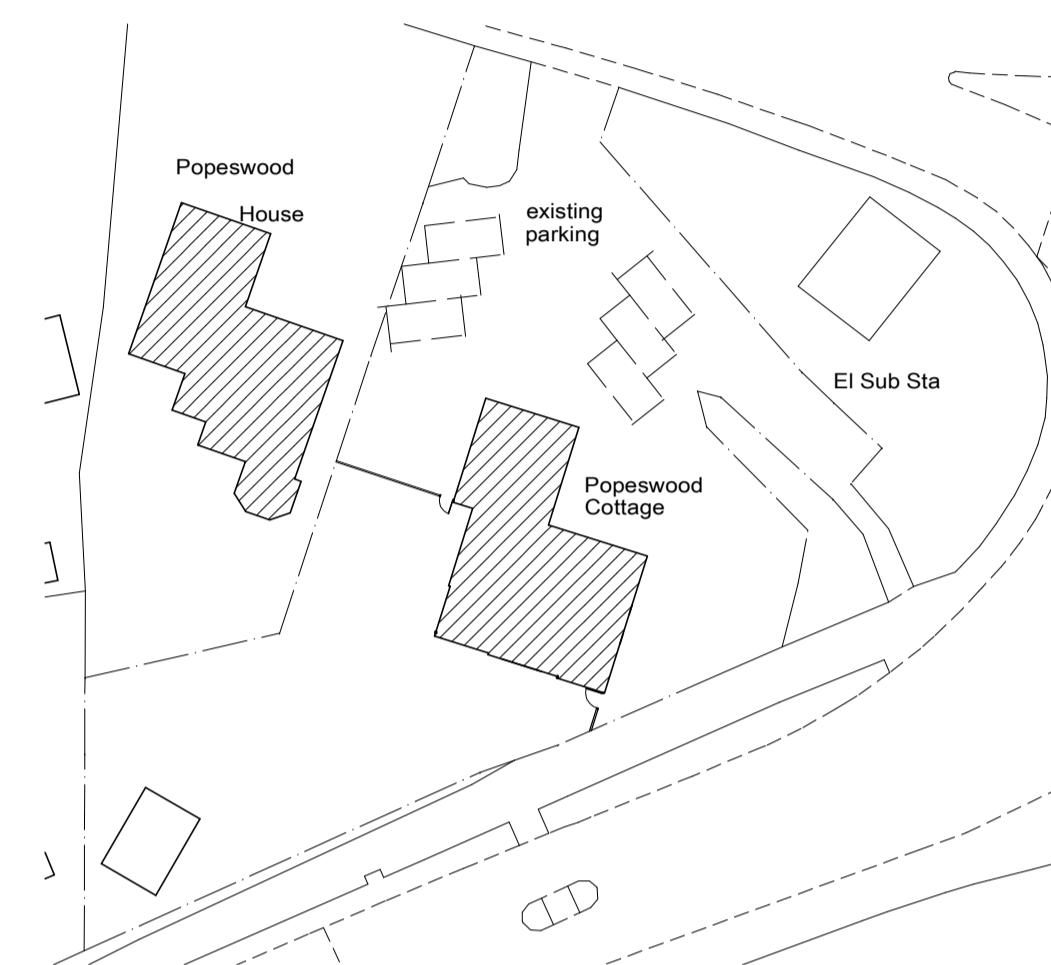 Popeswood
House
existing
parking
El Sub Sta
Popeswood
Cottage